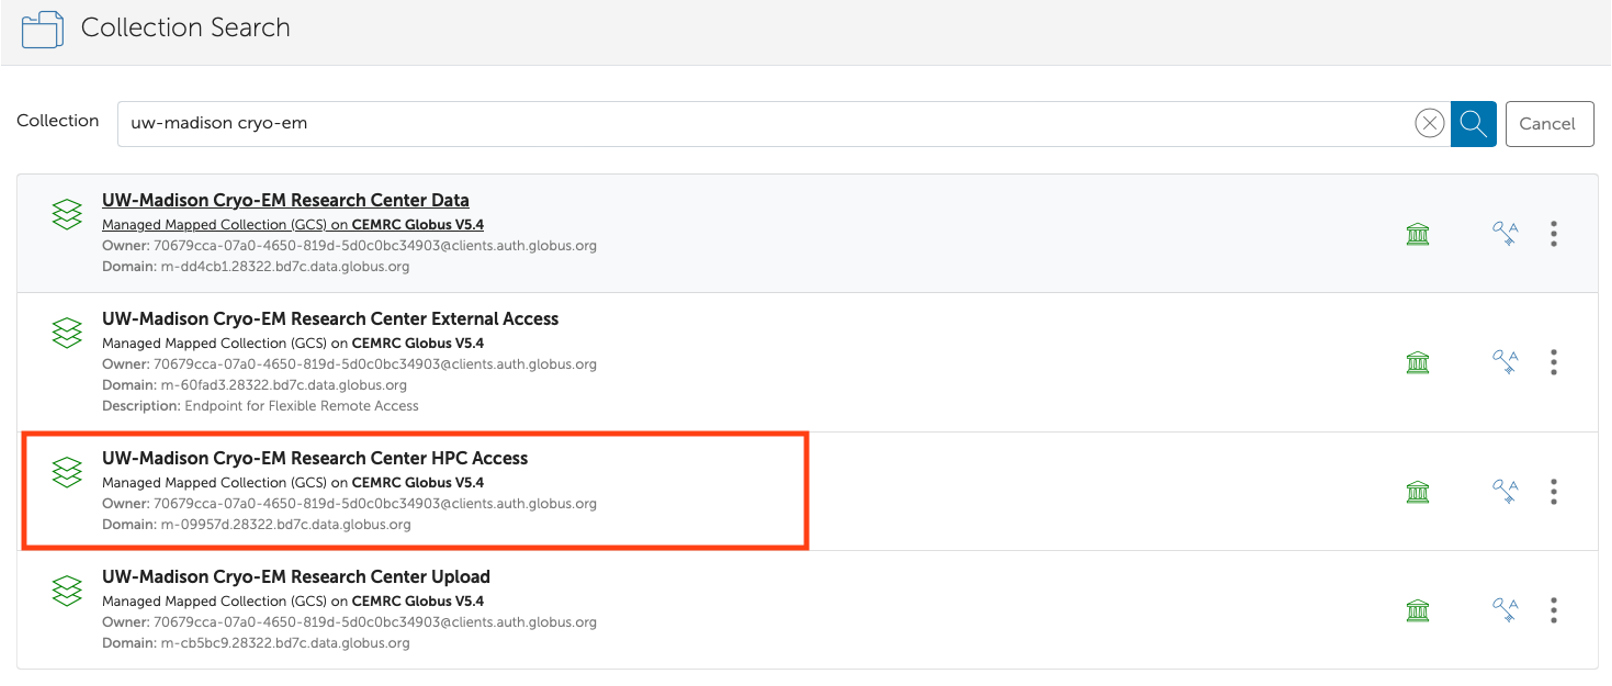 Collection Search
Collection
uw-madison cryo-em
Cancel
UW-Madison Cryo-EM Research Center Data
Managed Mapped Collection (GCS) on CEMRC Globus V5.4
Owner: 70679cca-07a0-4650-819d-5d0c0bc34903@clients.auth.globus.org
Domain: m-dd4cb1.28322.bd7c.data.globus.org
A
UW-Madison Cryo-EM Research Center External Access
Managed Mapped Collection (GCS) on CEMRC Globus V5.4
Owner: 70679cca-07a0-4650-819d-5d0c0bc34903@clients.auth.globus.org
Domain: m-60fad3.28322.bd7c.data.globus.org
Description: Endpoint for Flexible Remote Access
A
UW-Madison Cryo-EM Research Center HPC Access
Managed Mapped Collection (GCS) on CEMRC Globus V5.4
Owner: 70679cca-07a0-4650-819d-5d0c0bc34903@clients.auth.globus.org
Domain: m-09957d.28322.bd7c.data.globus.org
A
UW-Madison Cryo-EM Research Center Upload
Managed Mapped Collection (GCS) on CEMRC Globus V5.4
Owner: 70679cca-07a0-4650-819d-5d0c0bc34903@clients.auth.globus.org
Domain: m-cb5bc9.28322.bd7c.data.globus.org
A